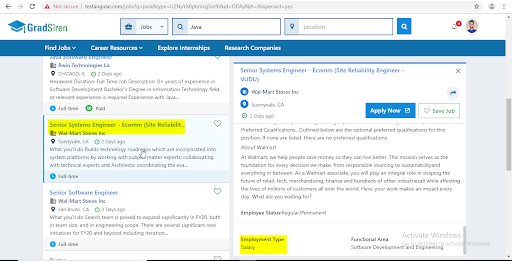 Not secure | testangular.com/jobs?q=java&type=U2NyYXBpbmcgSm9i&id=ODAyNjA=&spensid=yes
GradSiren
Jobs
Java
Location
Find Jobs
Career Resources
Explore Internships
Research Companies
Java Software Engineer
Rwin Technologies Llc
CHICAGO, IL 2 Days ago
Hexaware Duration: Full Time Job Description: 8+ years of experience in
Software Development Bachelor's Degree in Information Technology field
or relevant experience is required Experience with Java...
Full-time Paid
Senior Systems Engineer - Ecomm (Site Reliabilit...
Wal-Mart Stores Inc
Sunnyvale, CA 2 Days ago
What you'll do Builds technology roadmaps which are incorporated into
system platforms by working with subject matter experts; collaborating
with technical experts and Architects; coordinating the eva...
Full-time
Senior Software Engineer
Wal-Mart Stores Inc
San Bruno, CA 2 Days ago
What you'll do Search team is poised to expand significantly in FY20, both
in team size, and in engineering scope. There are several significant new
initiatives for FY20 and beyond including iteration...
Full-time
Senior Systems Engineer - Ecomm (Site Reliability Engineer -
VUDU)
Wal-Mart Stores Inc
Sunnyvale, CA
2 Days ago
Apply Now
Save Job
Preferred Qualifications...Outlined below are the optional preferred qualifications for this
position. If none are listed, there are no preferred qualifications.
About Walmart
At Walmart, we help people save money so they can live better. This mission serves as the
foundation for every decision we make, from responsible sourcing to sustainability and
everything in between. As a Walmart associate, you will play an integral role in shaping the
future of retail, tech, merchandising, finance and hundreds of other industries all while affecting
the lives of millions of customers all over the world. Here, your work makes an impact every
day. What are you waiting for?
Employee Status:Regular/Permanent
Employment Type
Salary
Functional Area
Software Development and Engineering
Activate Windows
Go to Settings to activate Windows.